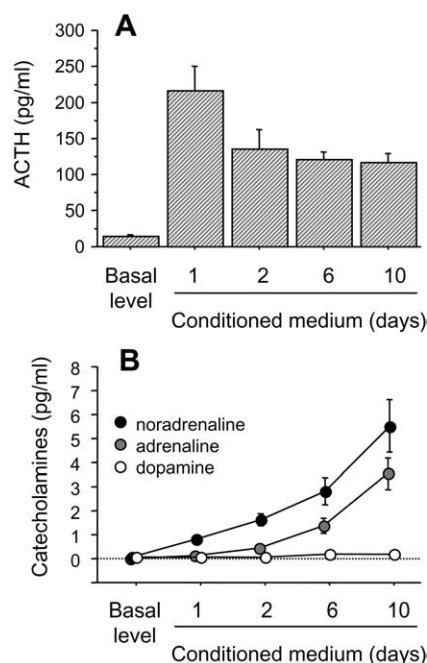 A
ACTH (pg/ml)
300
250
200
150
100
50
0
Basal
level
1 2 6 10
Conditioned medium (days)
B
Catecholamines (pg/ml)
8
7
6
5
4
3
2
1
0
noradrenaline
adrenaline
dopamine
Basal
level
1 2 6 10
Conditioned medium (days)